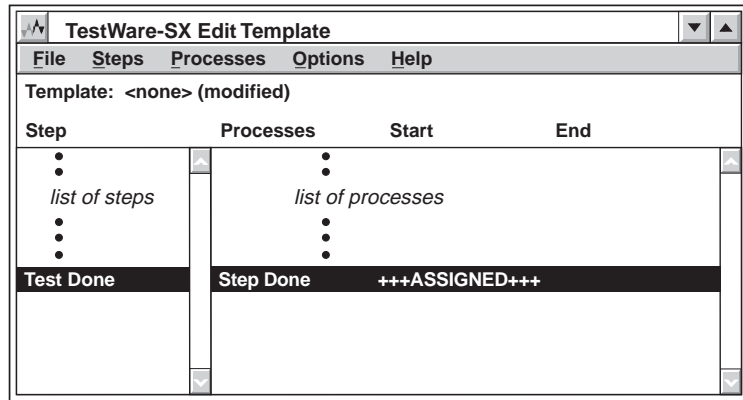 TestWare-SX Edit Template
File Steps Processes Options Help
Template: <none> (modified)
Step Processes Start End
list of steps list of processes
Test Done Step Done +++ASSIGNED+++